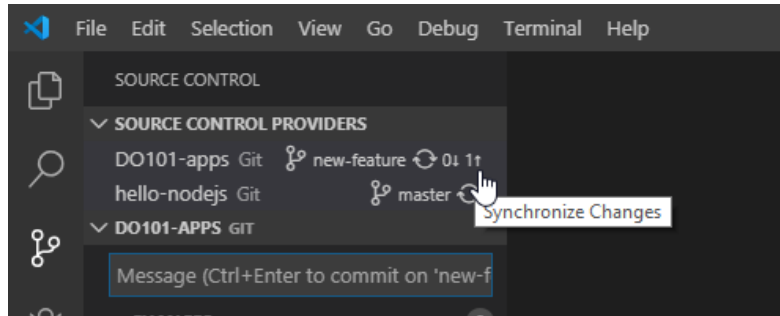 File Edit Selection View Go Debug Terminal Help
SOURCE CONTROL
SOURCE CONTROL PROVIDERS
DO101-apps Git new-feature 0↓ 1↑
hello-nodejs Git master
Synchronize Changes
DO101-APPS GIT
Message (Ctrl+Enter to commit on 'new-f